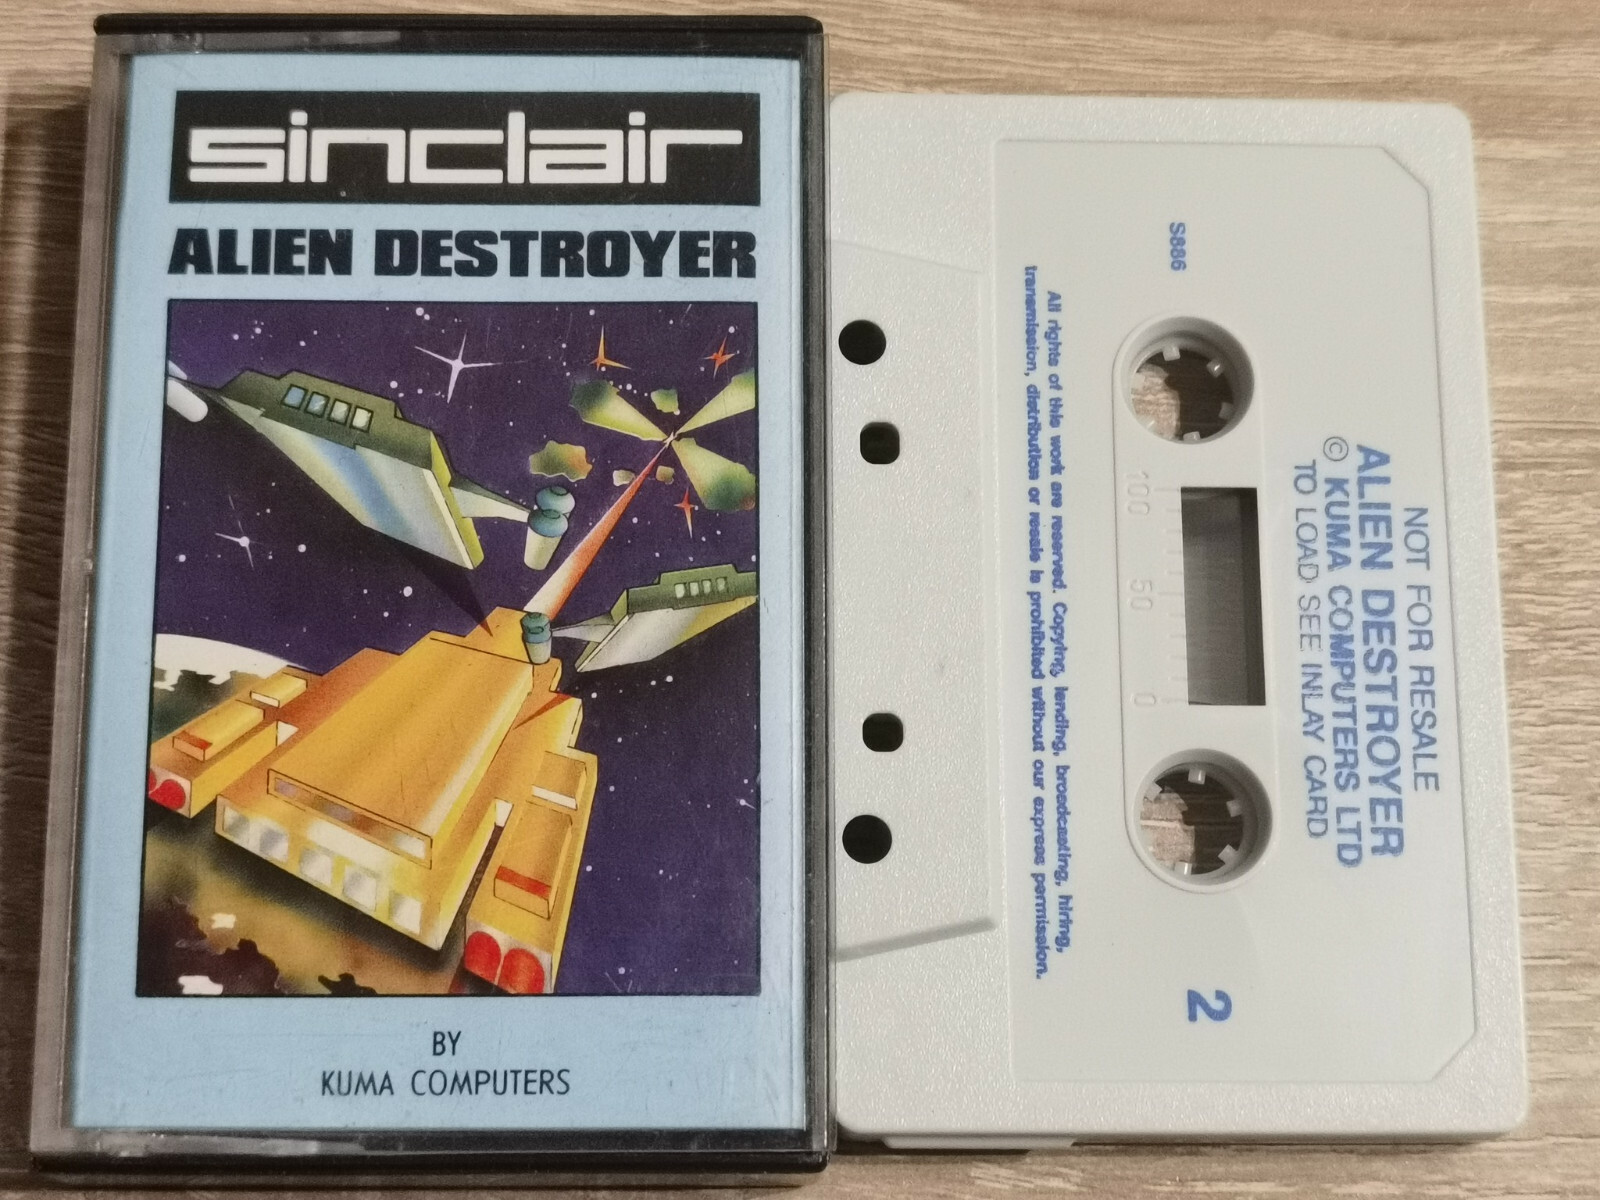 sinclair
ALIEN DESTROYER
BY
KUMA COMPUTERS
NOT FOR RESALE
ALIEN DESTROYER
© KUMA COMPUTERS LTD
TO LOAD SEE INLAY CARD
S886
100 50 0
2
All rights of this work are reserved. Copying, lending, broadcasting, hiring,
transmission, distribution or resale is prohibited without our express permission.